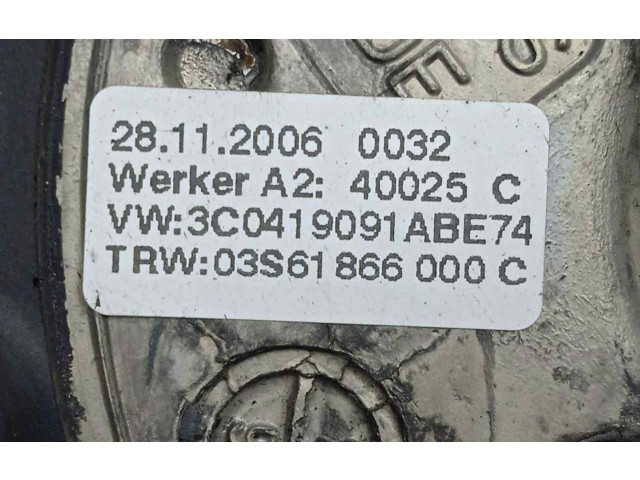 28.11.2006 0032
Werker A2: 40025 C
VW:3C0419091ABE74
TRW:03S61866 000 C